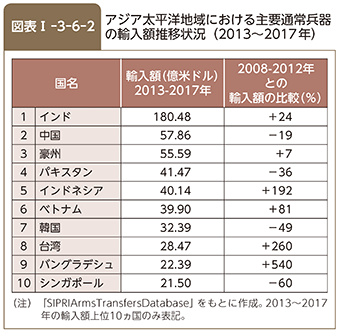 図表Ⅰ-3-6-2
アジア太平洋地域における主要通常兵器
の輸入額推移状況（2013～2017年）
国名 輸入額(億米ドル) 2013-2017年 2008-2012年との輸入額の比較(%)
1 インド 180.48 +24
2 中国 57.86 −19
3 豪州 55.59 +7
4 パキスタン 41.47 −36
5 インドネシア 40.14 +192
6 ベトナム 39.90 +81
7 韓国 32.39 −49
8 台湾 28.47 +260
9 バングラデシュ 22.39 +540
10 シンガポール 21.50 −60
（注） 「SIPRIArmsTransfersDatabase」をもとに作成。2013～2017
年の輸入額上位10ヵ国のみ表記。